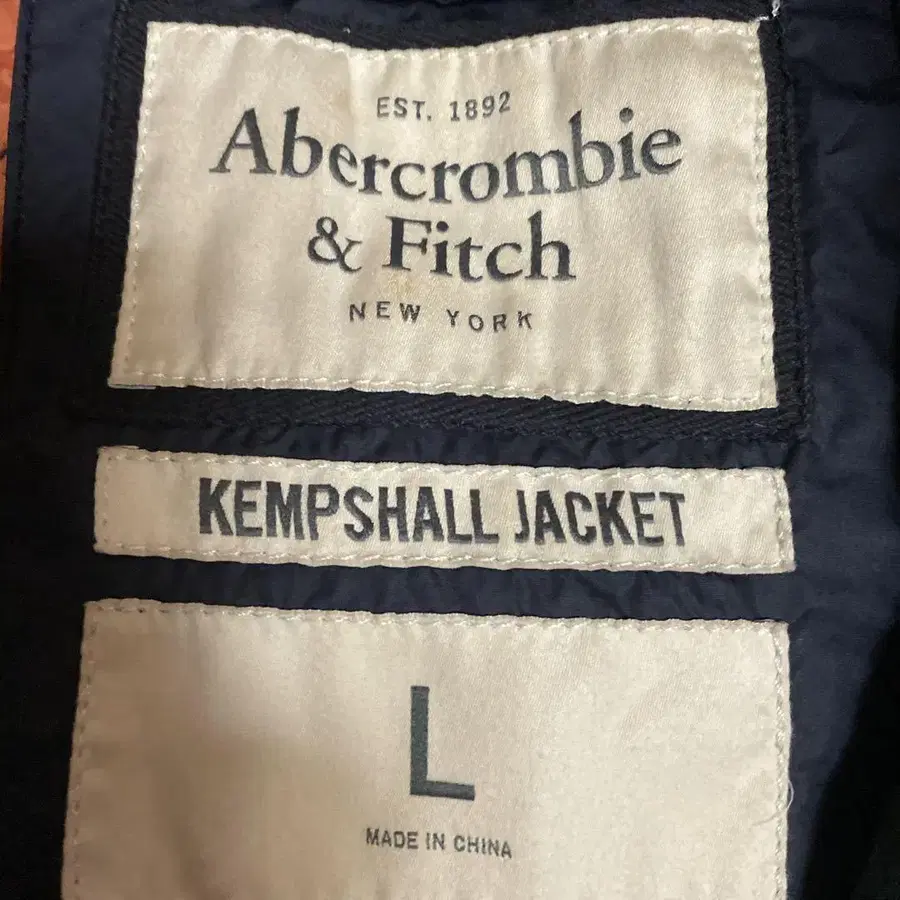 EST. 1892
Abercrombie
& Fitch
NEW YORK
KEMPSHALL JACKET
L
MADE IN CHINA